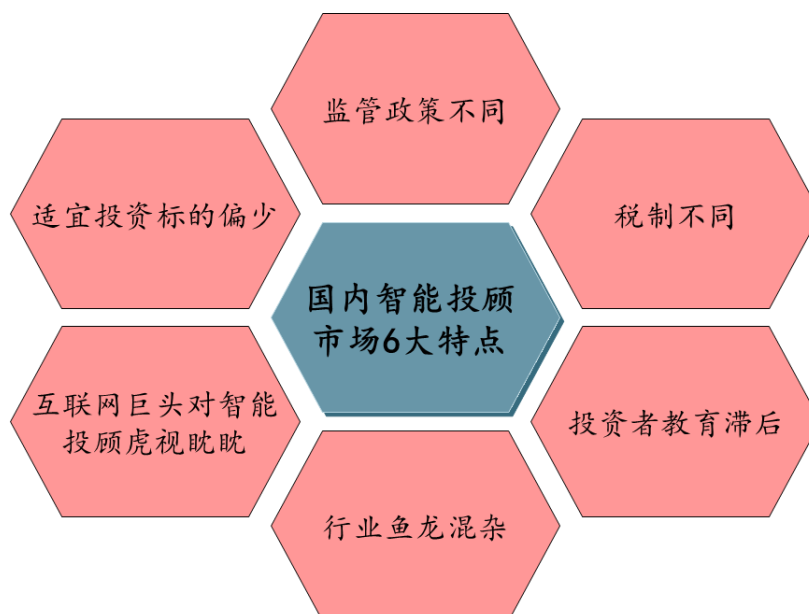 监管政策不同
适宜投资标的偏少
税制不同
国内智能投顾
市场6大特点
互联网巨头对智能
投顾虎视眈眈
投资者教育滞后
行业鱼龙混杂